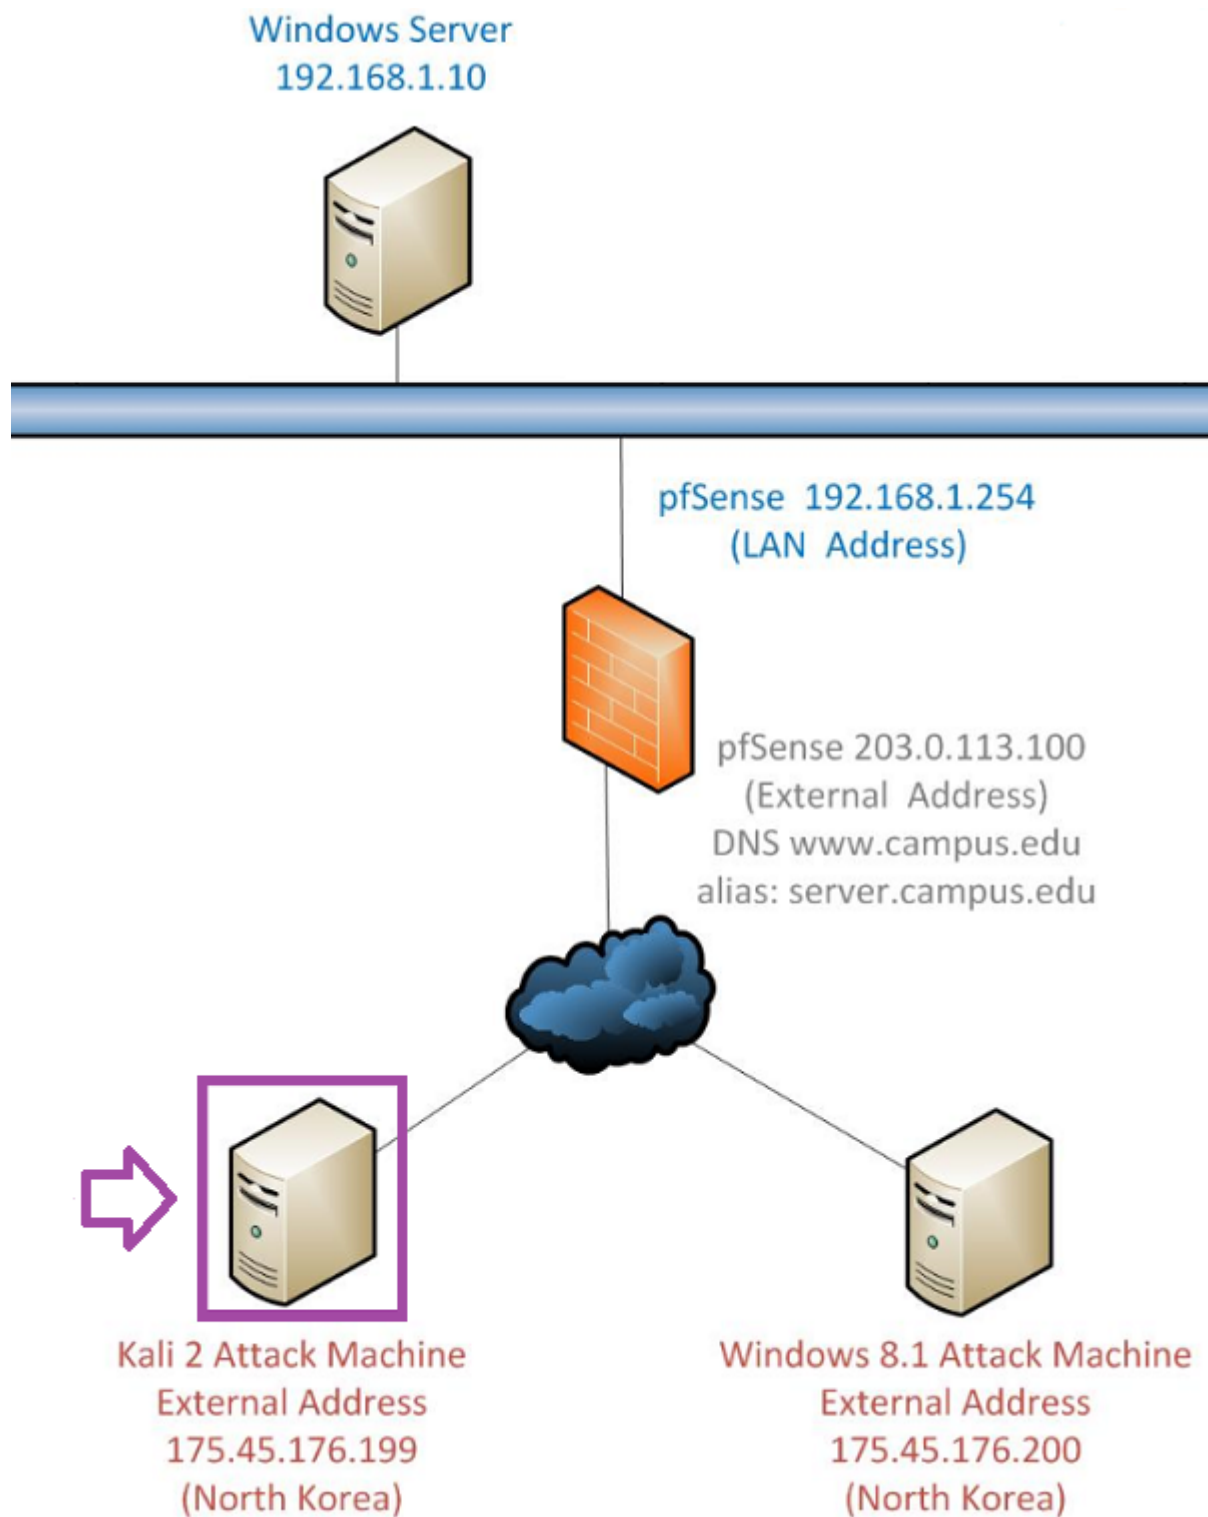 Windows Server
192.168.1.10
pfSense 192.168.1.254
(LAN Address)
pfSense 203.0.113.100
(External Address)
DNS www.campus.edu
alias: server.campus.edu
Kali 2 Attack Machine
External Address
175.45.176.199
(North Korea)
Windows 8.1 Attack Machine
External Address
175.45.176.200
(North Korea)